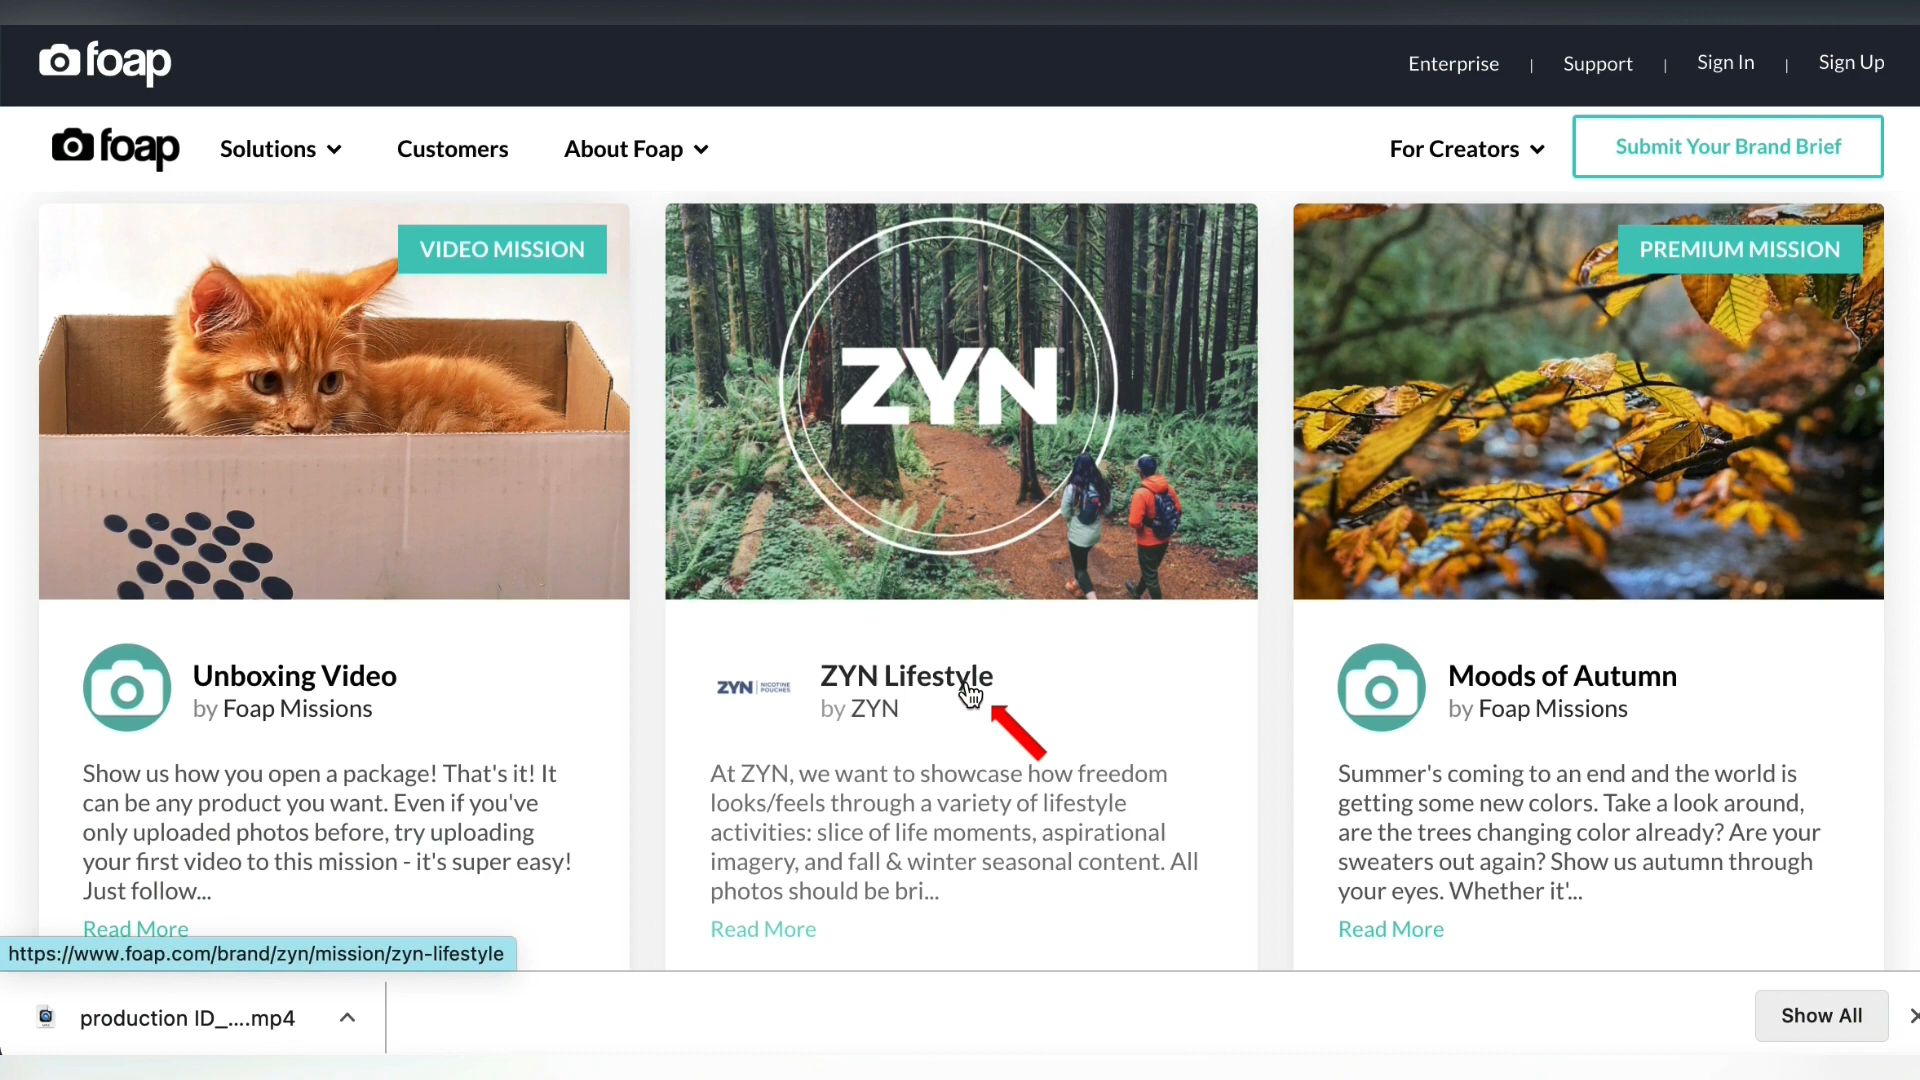 foap
Enterprise | Support | Sign In | Sign Up
foap Solutions Customers About Foap For Creators Submit Your Brand Brief
VIDEO MISSION
ZYN
PREMIUM MISSION
Unboxing Video
by Foap Missions
Show us how you open a package! That's it! It
can be any product you want. Even if you've
only uploaded photos before, try uploading
your first video to this mission - it's super easy!
Just follow...
Read More
ZYN NICOTINE POUCHES
ZYN Lifestyle
by ZYN
At ZYN, we want to showcase how freedom
looks/feels through a variety of lifestyle
activities: slice of life moments, aspirational
imagery, and fall & winter seasonal content. All
photos should be bri...
Read More
Moods of Autumn
by Foap Missions
Summer's coming to an end and the world is
getting some new colors. Take a look around,
are the trees changing color already? Are your
sweaters out again? Show us autumn through
your eyes. Whether it'...
Read More
https://www.foap.com/brand/zyn/mission/zyn-lifestyle
production ID_....mp4
Show All